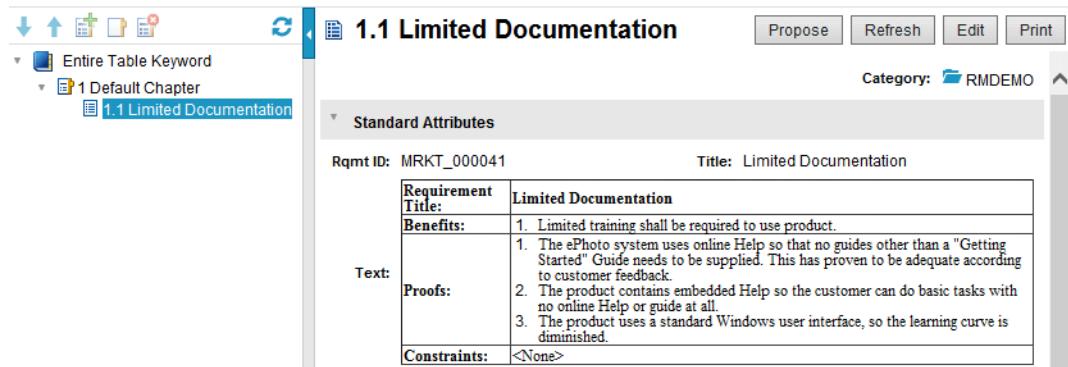 1.1 Limited Documentation
Propose
Refresh
Edit
Print
Entire Table Keyword
1 Default Chapter
1.1 Limited Documentation
Category: RMDEMO
Standard Attributes
Rqmt ID: MRKT_000041
Title: Limited Documentation
Text:
Requirement
Title:
Limited Documentation
Benefits:
1. Limited training shall be required to use product.
Proofs:
1. The ePhoto system uses online Help so that no guides other than a "Getting
Started" Guide needs to be supplied. This has proven to be adequate according
to customer feedback.
2. The product contains embedded Help so the customer can do basic tasks with
no online Help or guide at all.
3. The product uses a standard Windows user interface, so the learning curve is
diminished.
Constraints:
<None>